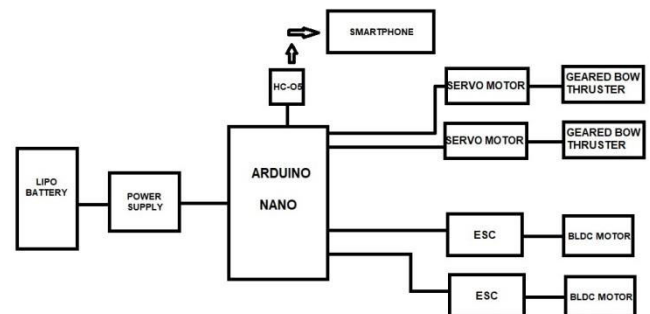 SMARTPHONE
HC-O5
SERVO MOTOR
GEARED BOW
THRUSTER
SERVO MOTOR
GEARED BOW
THRUSTER
ARDUINO
NANO
LIPO
BATTERY
POWER
SUPPLY
ESC
BLDC MOTOR
ESC
BLDC MOTOR